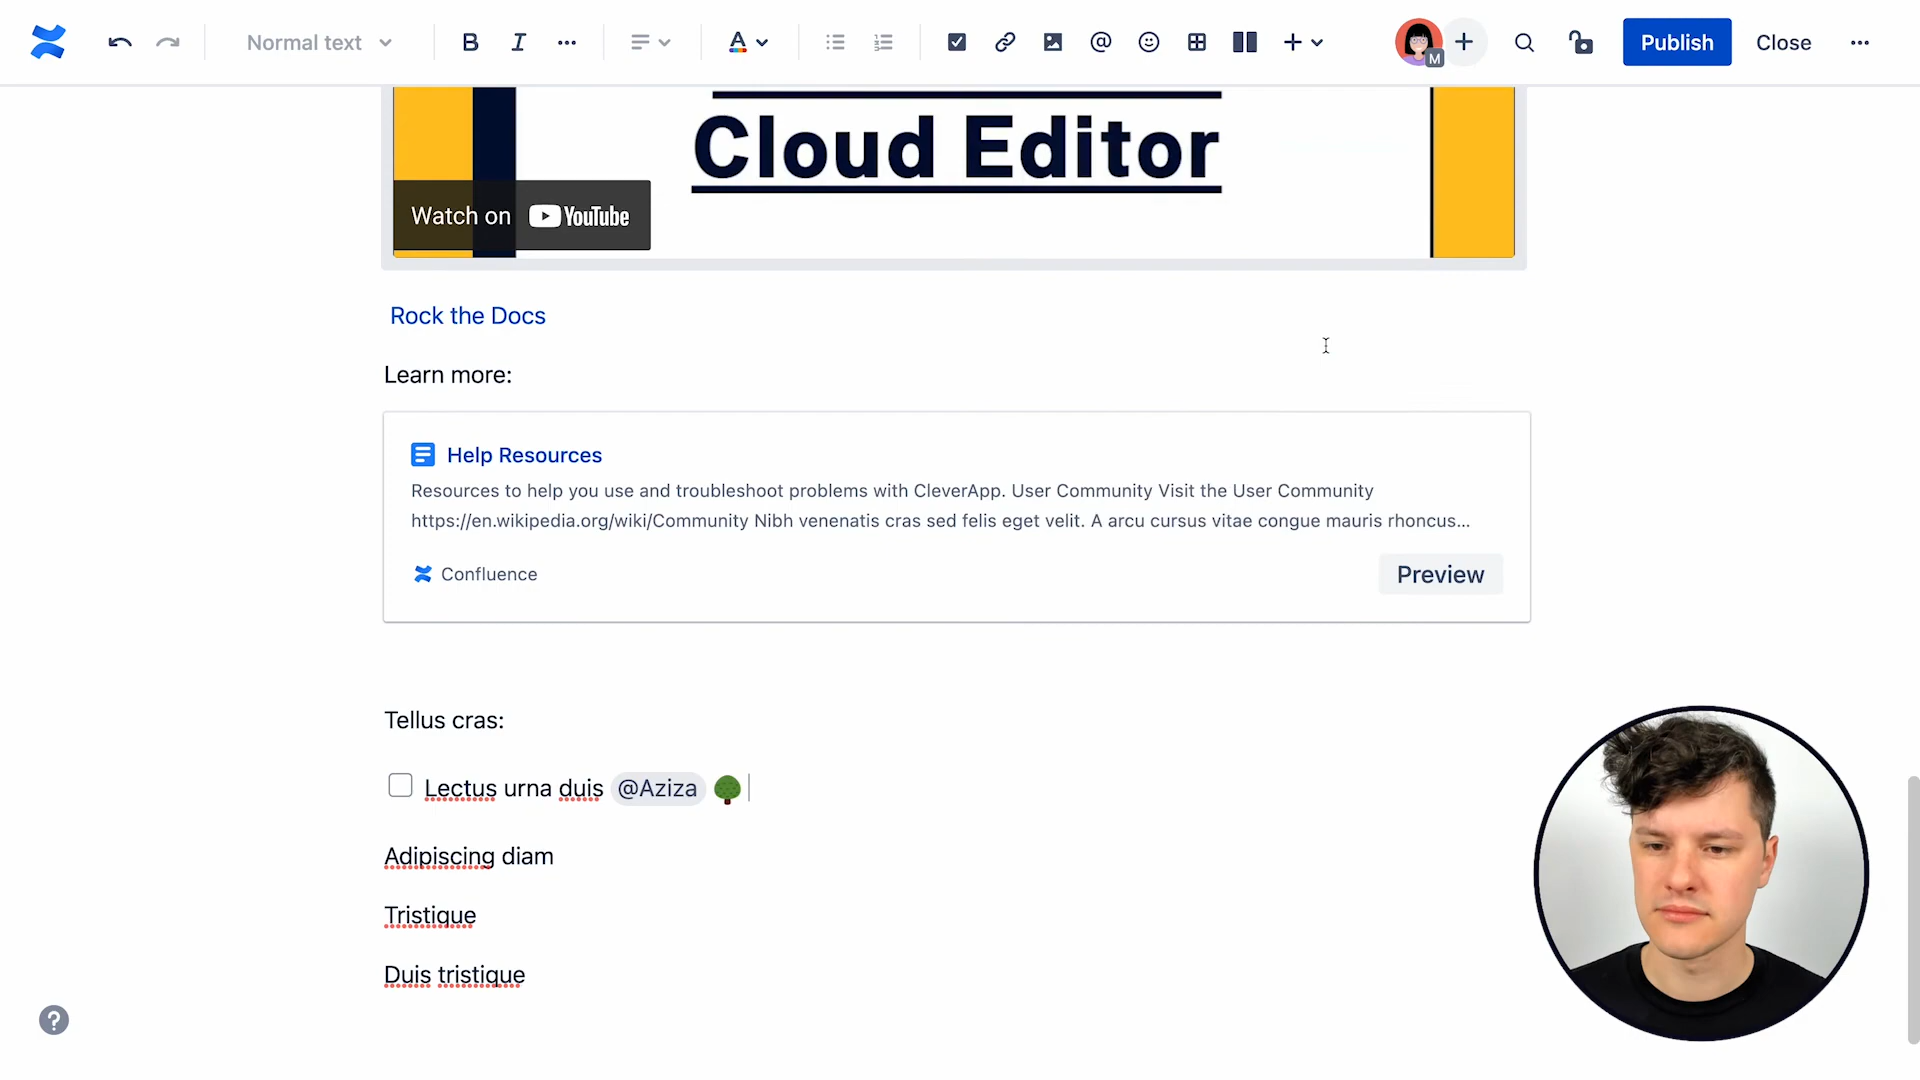 Normal text
B
I
A
@
M
Publish
Close
Cloud Editor
Watch on YouTube
Rock the Docs
Learn more:
Help Resources
Resources to help you use and troubleshoot problems with CleverApp. User Community Visit the User Community
https://en.wikipedia.org/wiki/Community Nibh venenatis cras sed felis eget velit. A arcu cursus vitae congue mauris rhoncus...
Confluence
Preview
Tellus cras:
Lectus urna duis @Aziza
Adipiscing diam
Tristique
Duis tristique
?